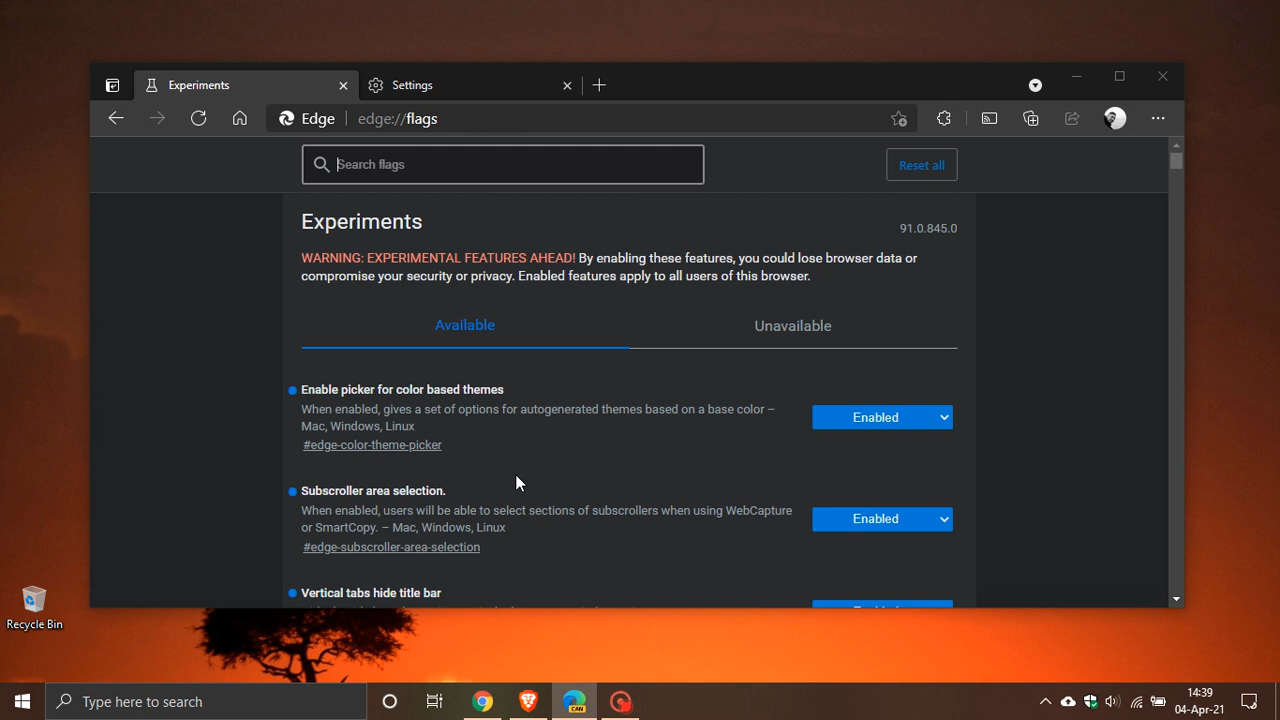 Experiments
Settings
Edge
edge://flags
Search flags
Reset all
Experiments
91.0.845.0
WARNING: EXPERIMENTAL FEATURES AHEAD! By enabling these features, you could lose browser data or
compromise your security or privacy. Enabled features apply to all users of this browser.
Available
Unavailable
Enable picker for color based themes
When enabled, gives a set of options for autogenerated themes based on a base color –
Mac, Windows, Linux
#edge-color-theme-picker
Enabled
Subscroller area selection.
When enabled, users will be able to select sections of subscrollers when using WebCapture
or SmartCopy. – Mac, Windows, Linux
#edge-subscroller-area-selection
Enabled
Vertical tabs hide title bar
Recycle Bin
Type here to search
CAN
14:39
04-Apr-21